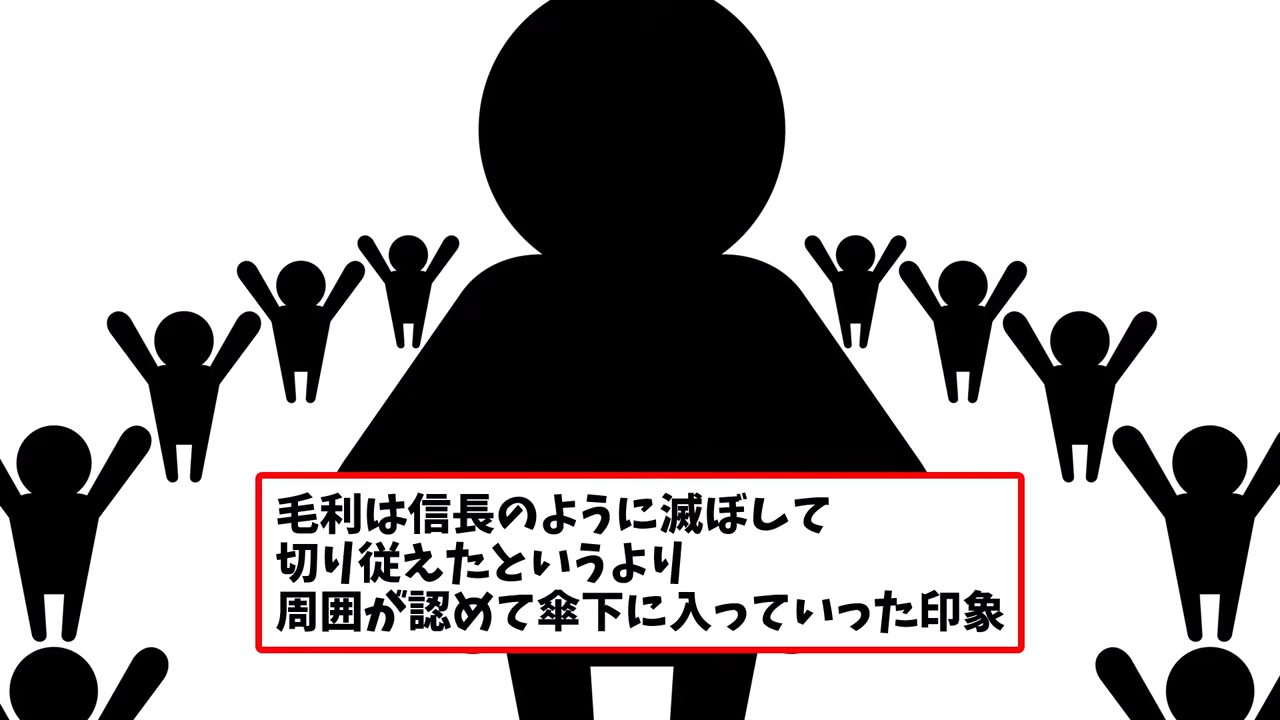 毛利は信長のように滅ぼして
切り従えたというより
周囲が認めて傘下に入っていった印象